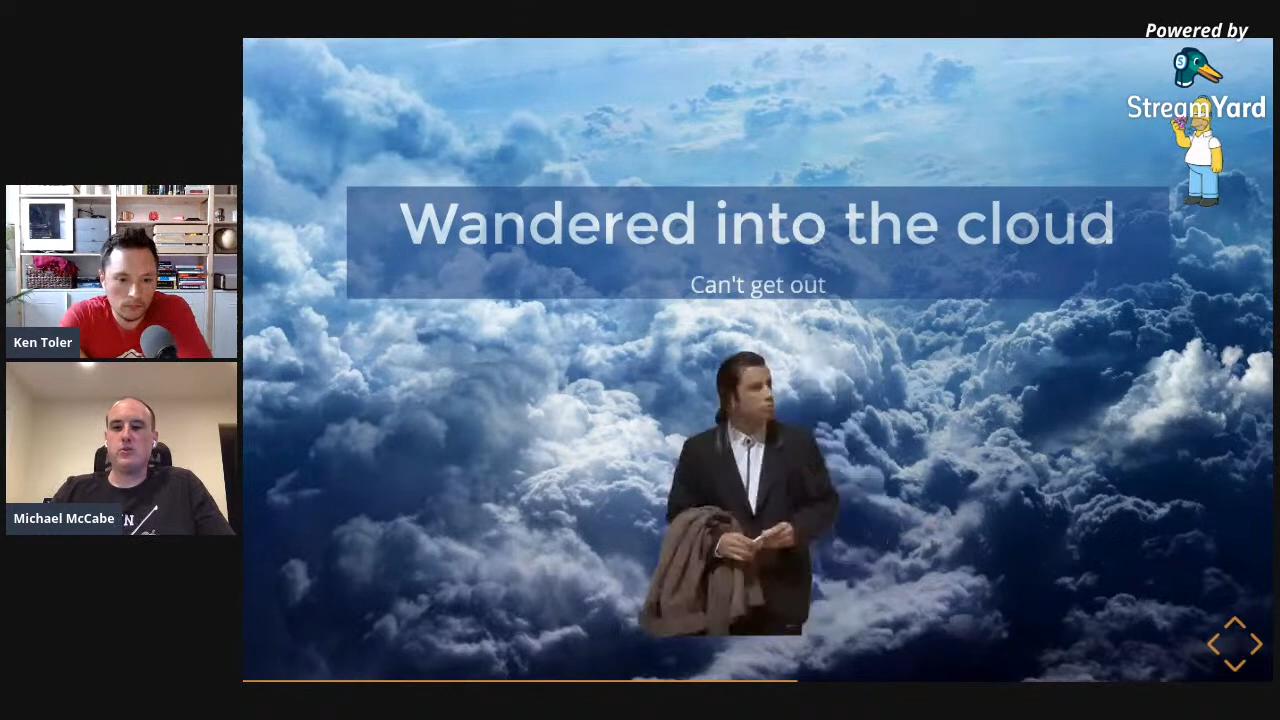 Powered by
StreamYard
Wandered into the cloud
Can't get out
Ken Toler
Michael McCabe
N